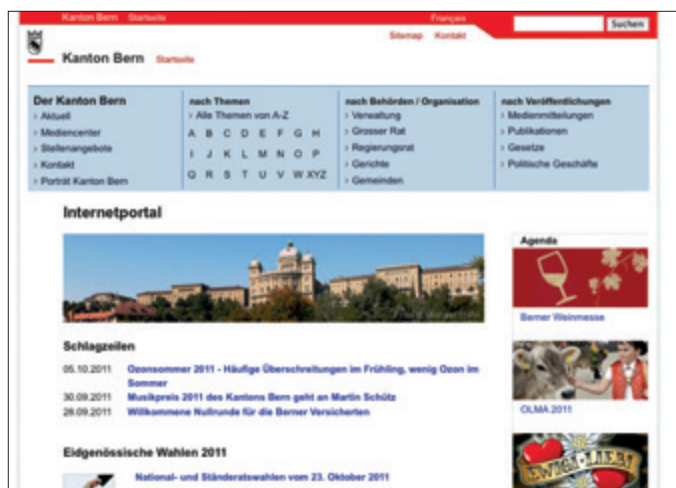 Kanton Bern Startseite
Français
Suchen
Sitemap Kontakt
Kanton Bern Startseite
Der Kanton Bern
› Aktuell
› Mediencenter
› Stellenangebote
› Kontakt
› Porträt Kanton Bern
nach Themen
› Alle Themen von A-Z
A B C D E F G H
I J K L M N O P
Q R S T U V W XYZ
nach Behörden / Organisation
› Verwaltung
› Grosser Rat
› Regierungsrat
› Gerichte
› Gemeinden
nach Veröffentlichungen
› Medienmitteilungen
› Publikationen
› Gesetze
› Politische Geschäfte
Internetportal
Schlagzeilen
05.10.2011 Ozonsommer 2011 - Häufige Überschreitungen im Frühling, wenig Ozon im
Sommer
30.09.2011 Musikpreis 2011 des Kantons Bern geht an Martin Schütz
28.09.2011 Willkommene Nullrunde für die Berner Versicherten
Eidgenössische Wahlen 2011
National- und Ständeratswahlen vom 23. Oktober 2011
Agenda
Berner Weinmesse
OLMA 2011
EWIGI LIEBI